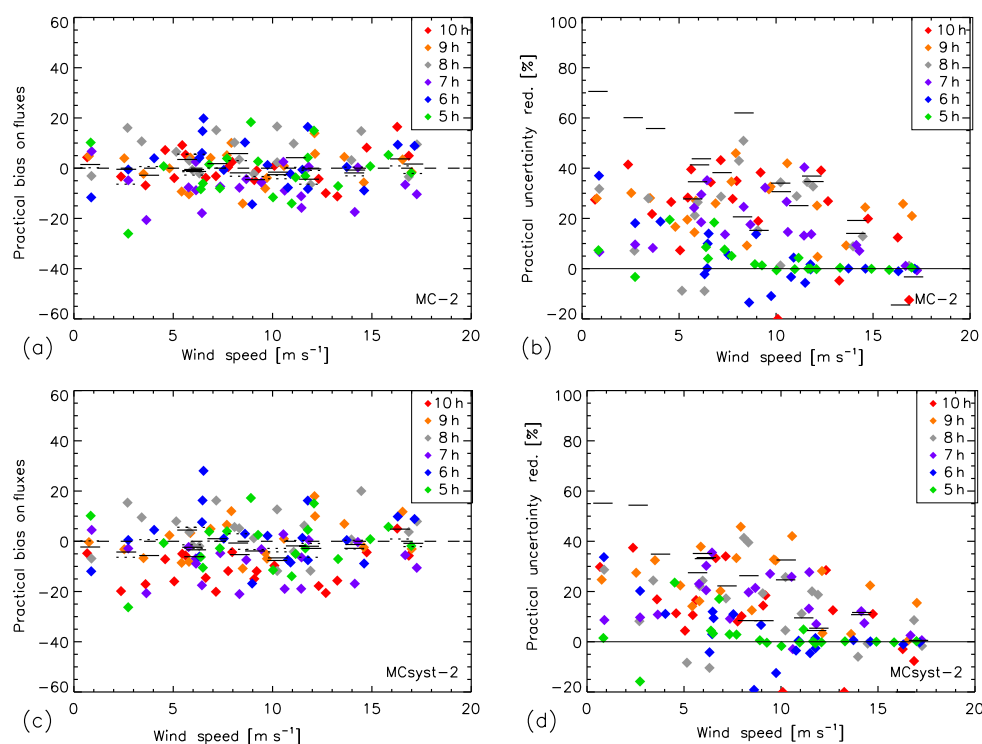 60
40
20
0
−20
−40
−60
0 5 10 15 20
Practical bias on fluxes
Wind speed [m s⁻¹]
10 h
9 h
8 h
7 h
6 h
5 h
MC−2
(a)
100
80
60
40
20
0
−20
0 5 10 15 20
Practical uncertainty red. [%]
Wind speed [m s⁻¹]
10 h
9 h
8 h
7 h
6 h
5 h
MC−2
(b)
60
40
20
0
−20
−40
−60
0 5 10 15 20
Practical bias on fluxes
Wind speed [m s⁻¹]
10 h
9 h
8 h
7 h
6 h
5 h
MCsyst−2
(c)
100
80
60
40
20
0
−20
0 5 10 15 20
Practical uncertainty red. [%]
Wind speed [m s⁻¹]
10 h
9 h
8 h
7 h
6 h
5 h
MCsyst−2
(d)